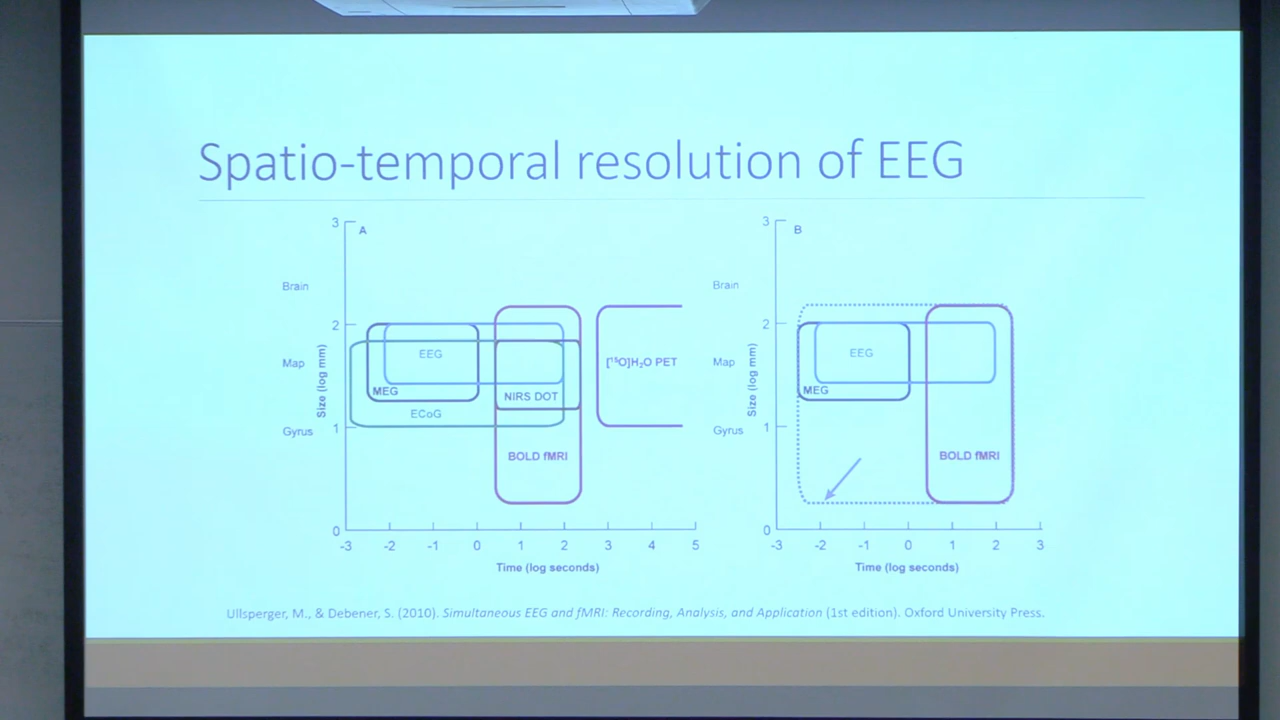 Spatio-temporal resolution of EEG
3
A
Brain
2
EEG
Map
[¹⁵O]H₂O PET
MEG
NIRS DOT
Size (log mm)
ECoG
Gyrus
1
BOLD fMRI
0
-3 -2 -1 0 1 2 3 4 5
Time (log seconds)
3
B
Brain
2
EEG
Map
MEG
Size (log mm)
Gyrus
1
BOLD fMRI
0
-3 -2 -1 0 1 2 3
Time (log seconds)
Ullsperger, M., & Debener, S. (2010). Simultaneous EEG and fMRI: Recording, Analysis, and Application (1st edition). Oxford University Press.